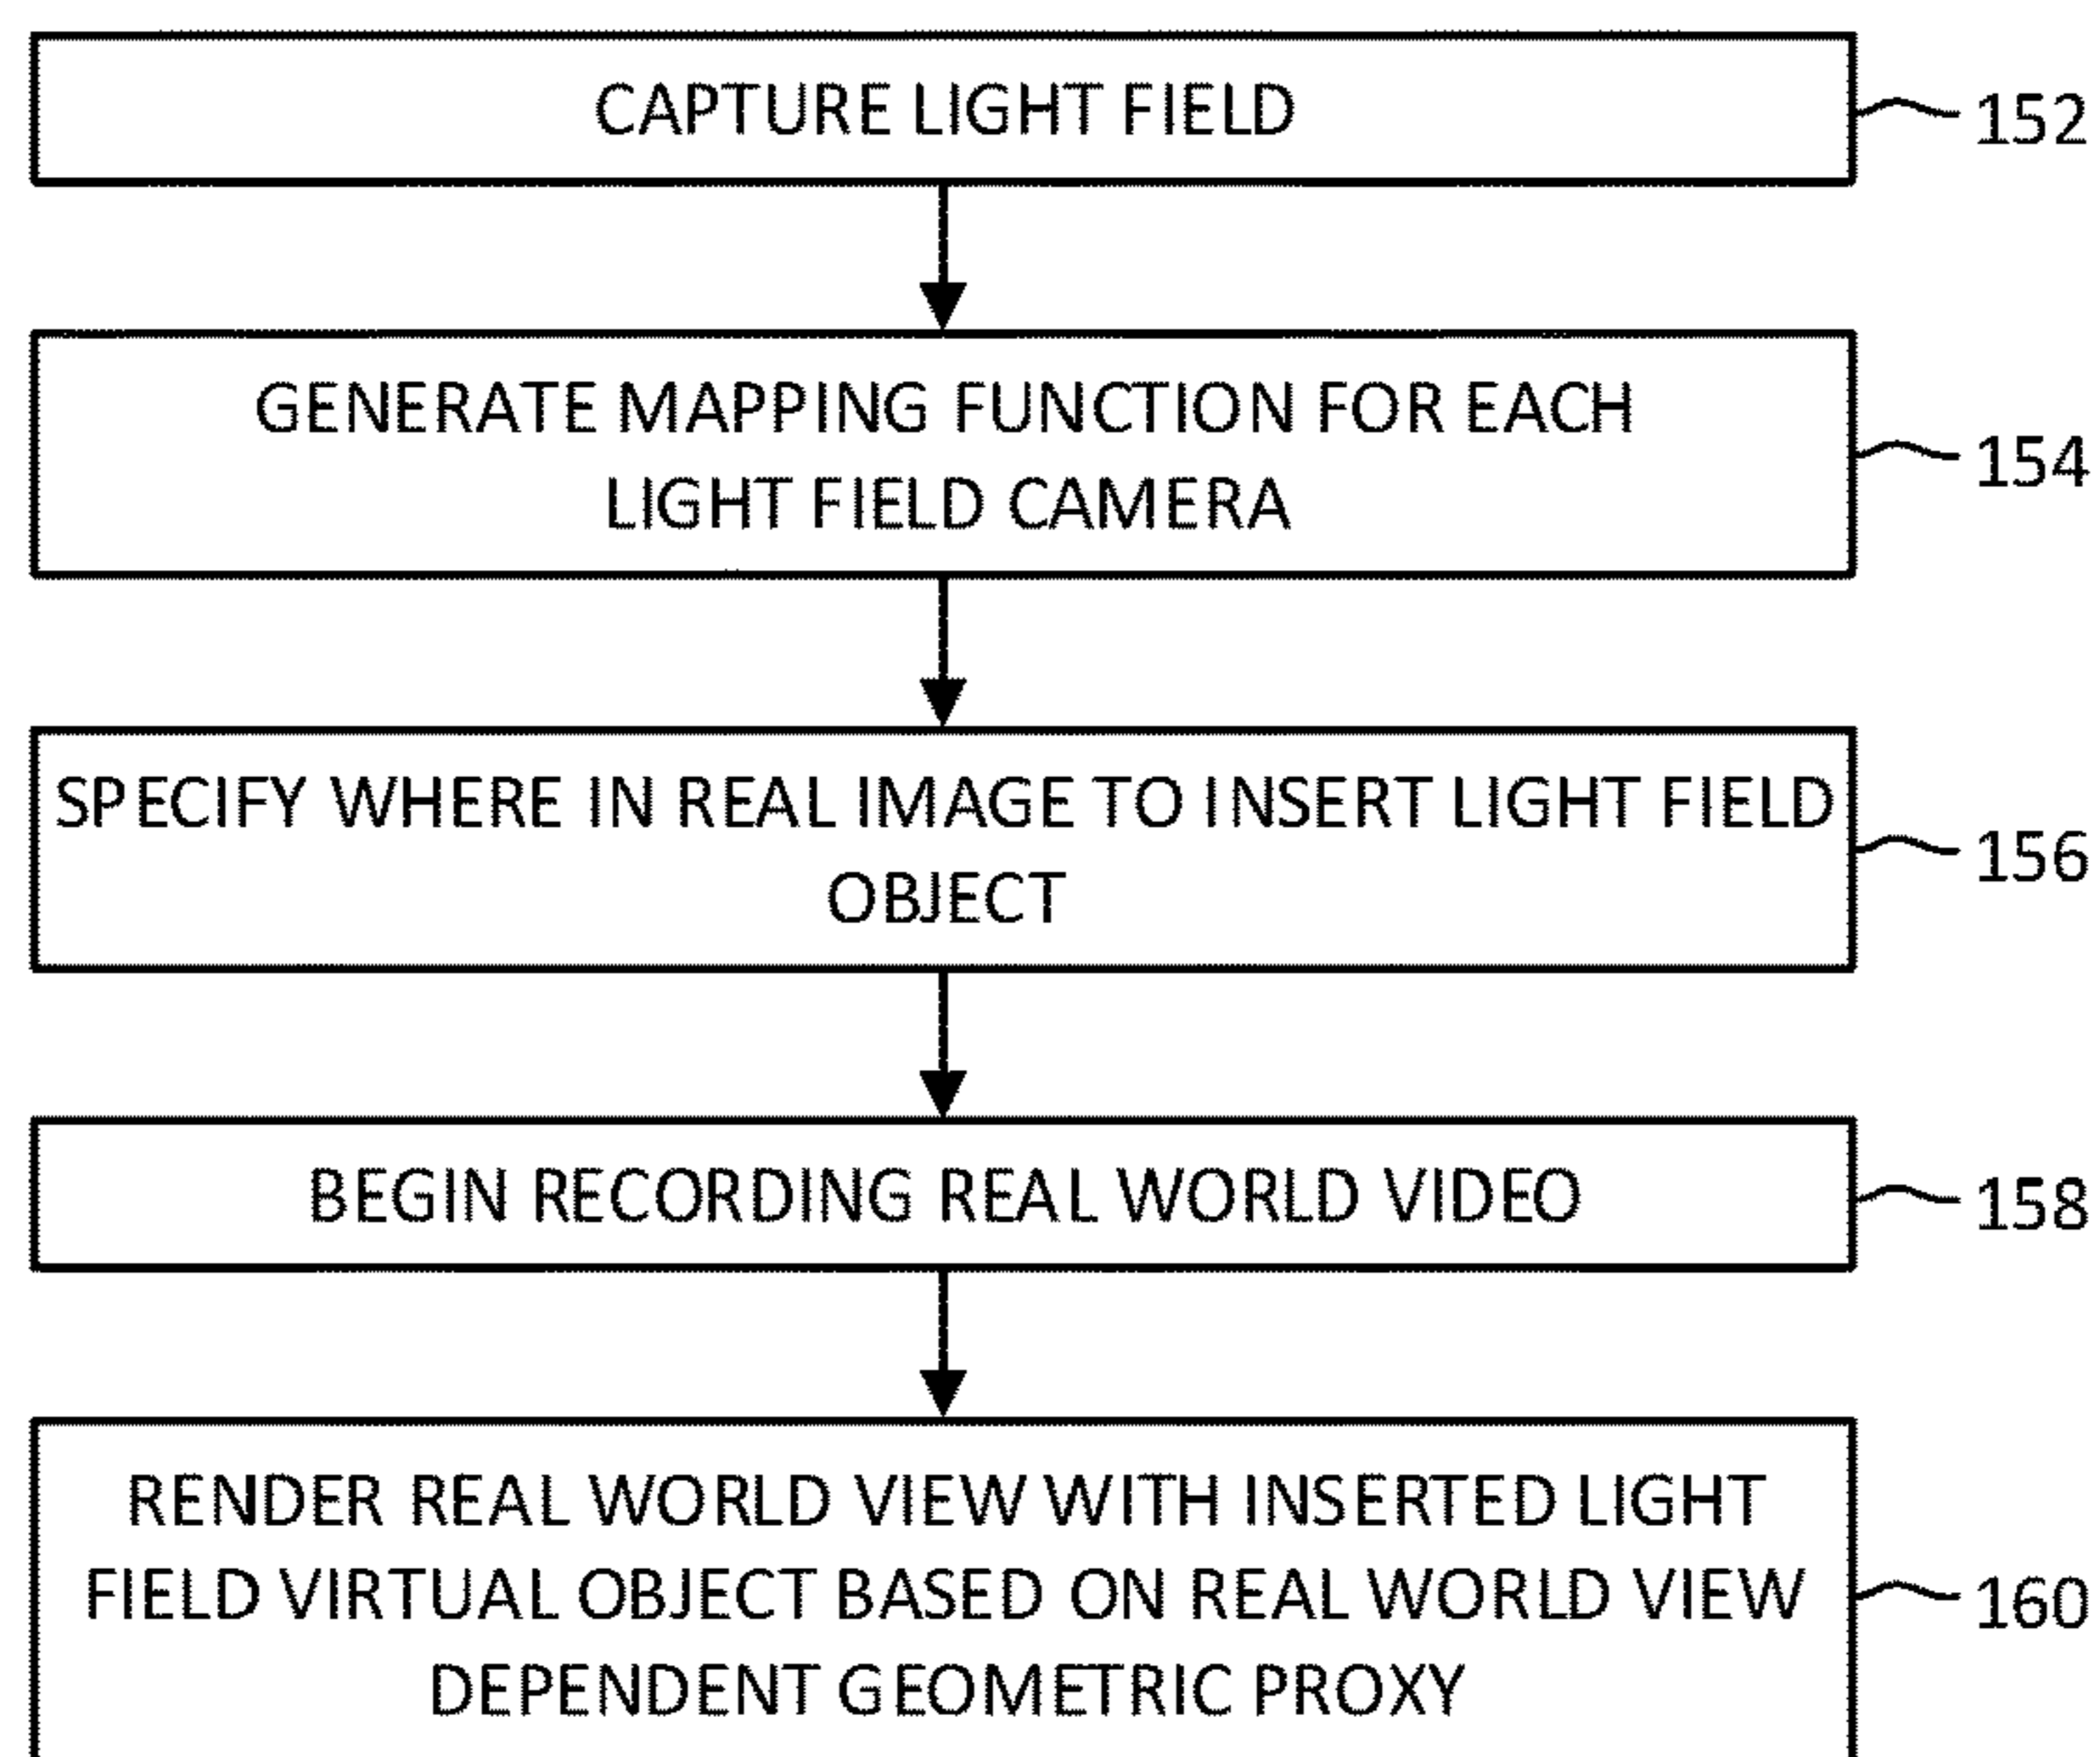 CAPTURE LIGHT FIELD
152
GENERATE MAPPING FUNCTION FOR EACH
LIGHT FIELD CAMERA
154
SPECIFY WHERE IN REAL IMAGE TO INSERT LIGHT FIELD
OBJECT
156
BEGIN RECORDING REAL WORLD VIDEO
158
RENDER REAL WORLD VIEW WITH INSERTED LIGHT
FIELD VIRTUAL OBJECT BASED ON REAL WORLD VIEW
DEPENDENT GEOMETRIC PROXY
160